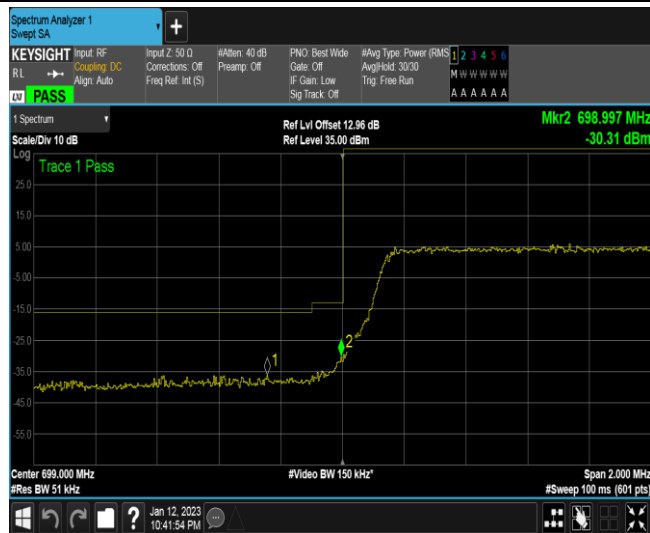 Spectrum Analyzer 1
Swept SA
+
KEYSIGHT
RL
LXI PASS
Input: RF
Coupling: DC
Align: Auto
Input Z: 50 Ω
Corrections: Off
Freq Ref: Int (S)
#Atten: 40 dB
Preamp: Off
PNO: Best Wide
Gate: Off
IF Gain: Low
Sig Track: Off
#Avg Type: Power (RMS
Avg|Hold: 30/30
Trig: Free Run
1 2 3 4 5 6
M W W W W W
A A A A A A
1 Spectrum
Scale/Div 10 dB
Ref Lvl Offset 12.96 dB
Ref Level 35.00 dBm
Mkr2 698.997 MHz
-30.31 dBm
Log
Trace 1 Pass
25.0
15.0
5.00
-5.00
-15.0
-25.0
-35.0
-45.0
-55.0
1
2
Center 699.000 MHz
#Res BW 51 kHz
#Video BW 150 kHz*
Span 2.000 MHz
#Sweep 100 ms (601 pts)
?
Jan 12, 2023
10:41:54 PM